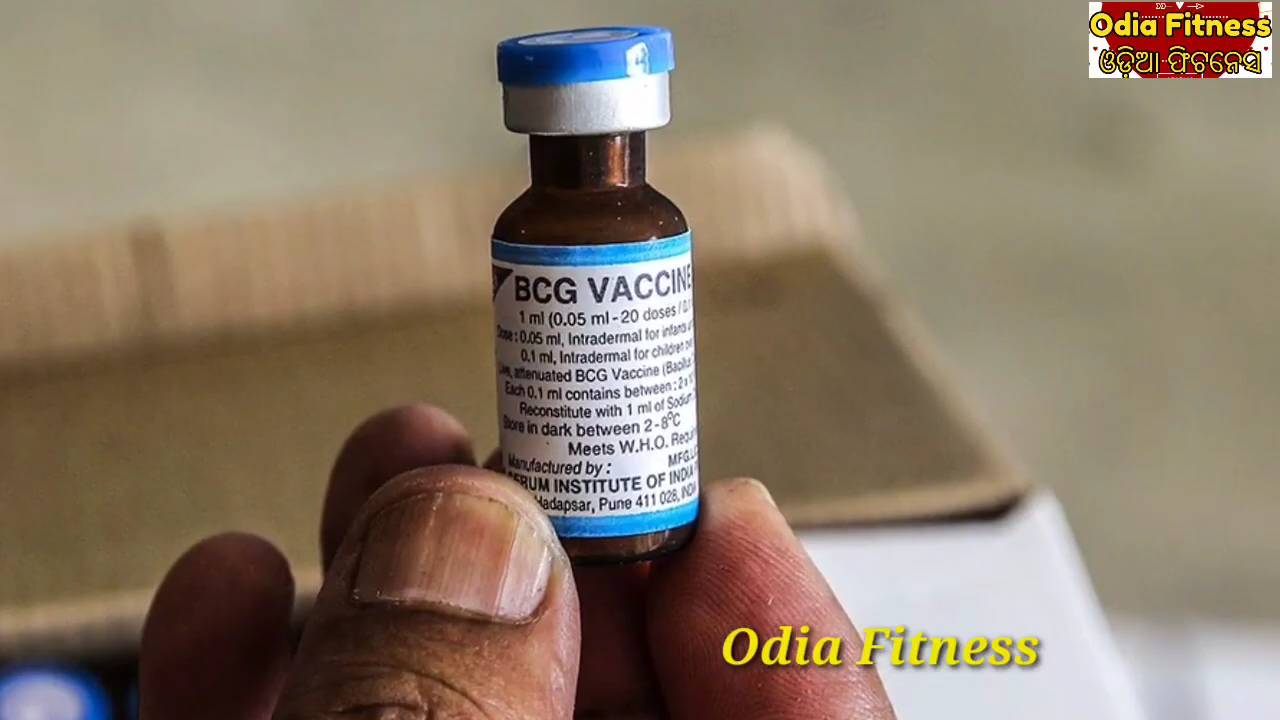 Odia Fitness
ଓଡ଼ିଆ ଫିଟନେସ
BCG VACCINE
1 ml (0.05 ml - 20 doses /
Dose : 0.05 ml, Intradermal for infants
0.1 ml, Intradermal for children
attenuated BCG Vaccine
Each 0.1 ml contains between : 2 x
Reconstitute with 1 ml of
Store in dark between 2 - 8°C
Meets W.H.O.
Manufactured by :
SERUM INSTITUTE OF INDIA
Hadapsar, Pune 411 028, INDIA
Odia Fitness